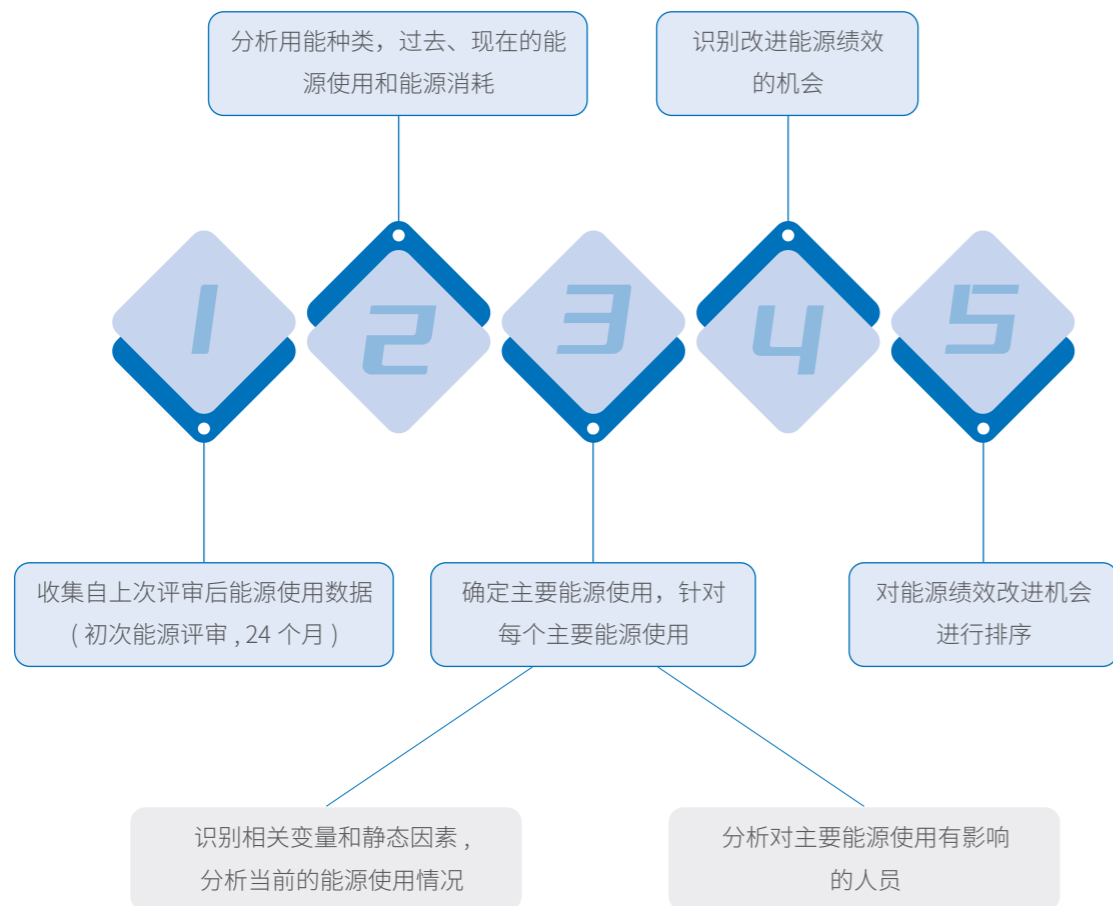 分析用能种类，过去、现在的能
源使用和能源消耗
识别改进能源绩效
的机会
1
2
3
4
5
收集自上次评审后能源使用数据
( 初次能源评审 , 24 个月 )
确定主要能源使用，针对
每个主要能源使用
对能源绩效改进机会
进行排序
识别相关变量和静态因素 ,
分析当前的能源使用情况
分析对主要能源使用有影响
的人员